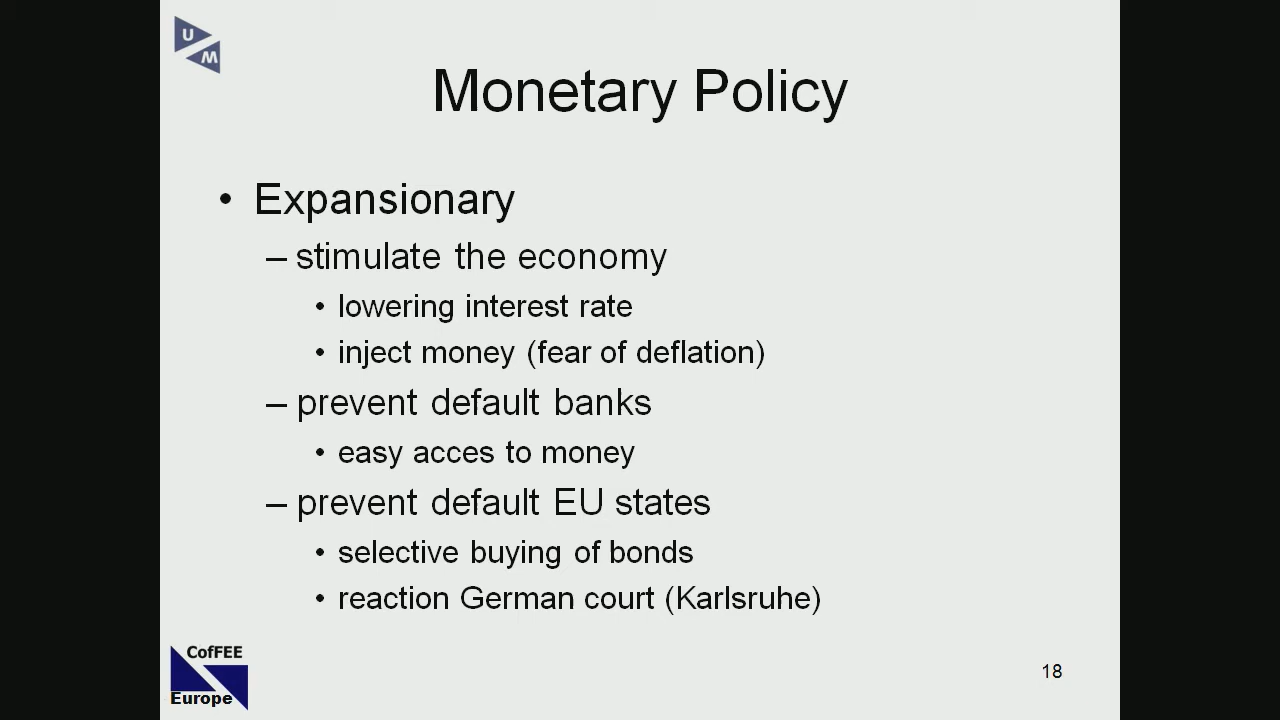 U
M
Monetary Policy
• Expansionary
– stimulate the economy
• lowering interest rate
• inject money (fear of deflation)
– prevent default banks
• easy acces to money
– prevent default EU states
• selective buying of bonds
• reaction German court (Karlsruhe)
CofFEE
Europe
18